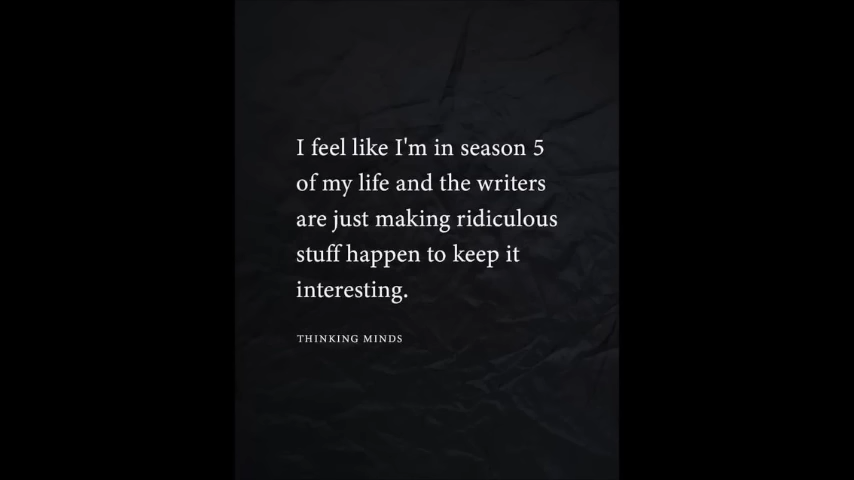 I feel like I'm in season 5
of my life and the writers
are just making ridiculous
stuff happen to keep it
interesting.
THINKING MINDS